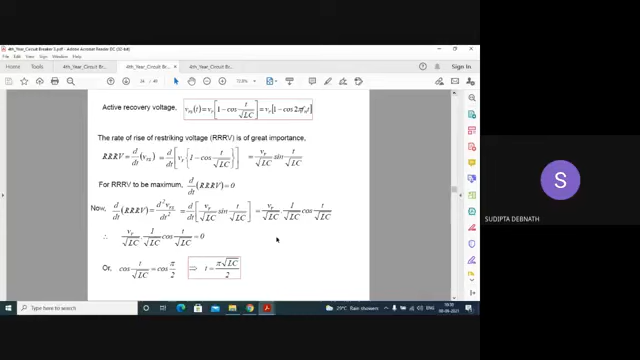 4th_Year_Circuit Breaker 3.pdf - Adobe Acrobat Reader DC (32-bit)
File Edit View Sign Window Help
Home Tools 4th_Year_Circuit Br... 4th_Year_Circuit Br... × 4th_Year_Circuit Br... Sign In
Active recovery voltage, v_rx(t) = v_r [1 - cos t/√LC] = v_r [1 - cos 2πf_n t]
The rate of rise of restriking voltage (RRRV) is of great importance,
RRRV = d/dt (v_rx) = d/dt [v_r (1 - cos t/√LC)] = v_r/√LC sin t/√LC
For RRRV to be maximum, d/dt (RRRV) = 0
Now, d/dt (RRRV) = d²v_rx/dt² = d/dt [v_r/√LC sin t/√LC] = v_r/√LC . 1/√LC cos t/√LC
∴ v_r/√LC . 1/√LC cos t/√LC = 0
Or, cos t/√LC = cos π/2 ⇒ t = π√LC/2
S
SUDIPTA DEBNATH
Type here to search
29°C Rain showers